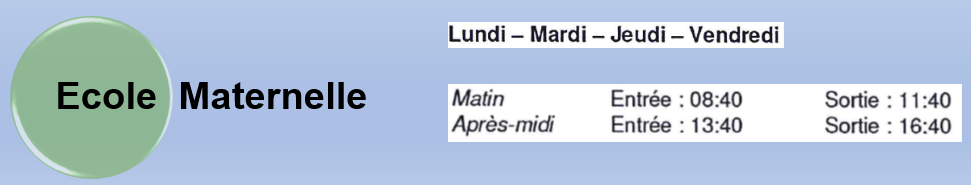 Ecole Maternelle
Lundi – Mardi – Jeudi – Vendredi
Matin Entrée : 08:40 Sortie : 11:40
Après-midi Entrée : 13:40 Sortie : 16:40